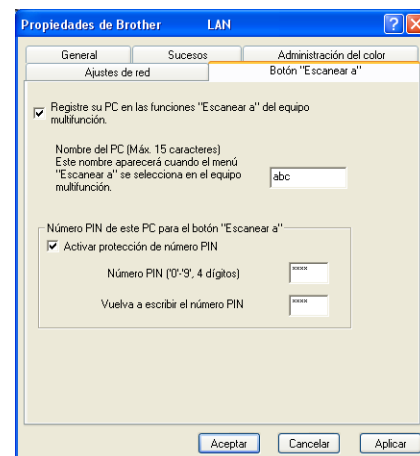 Propiedades de Brother LAN
General Sucesos Administración del color
Ajustes de red Botón "Escanear a"
Registre su PC en las funciones "Escanear a" del equipo
multifunción.
Nombre del PC (Máx. 15 caracteres)
Este nombre aparecerá cuando el menú
"Escanear a" se selecciona en el equipo
multifunción.
abc
Número PIN de este PC para el botón "Escanear a"
Activar protección de número PIN
Número PIN ('0'-'9', 4 dígitos) ****
Vuelva a escribir el número PIN ****
Aceptar Cancelar Aplicar